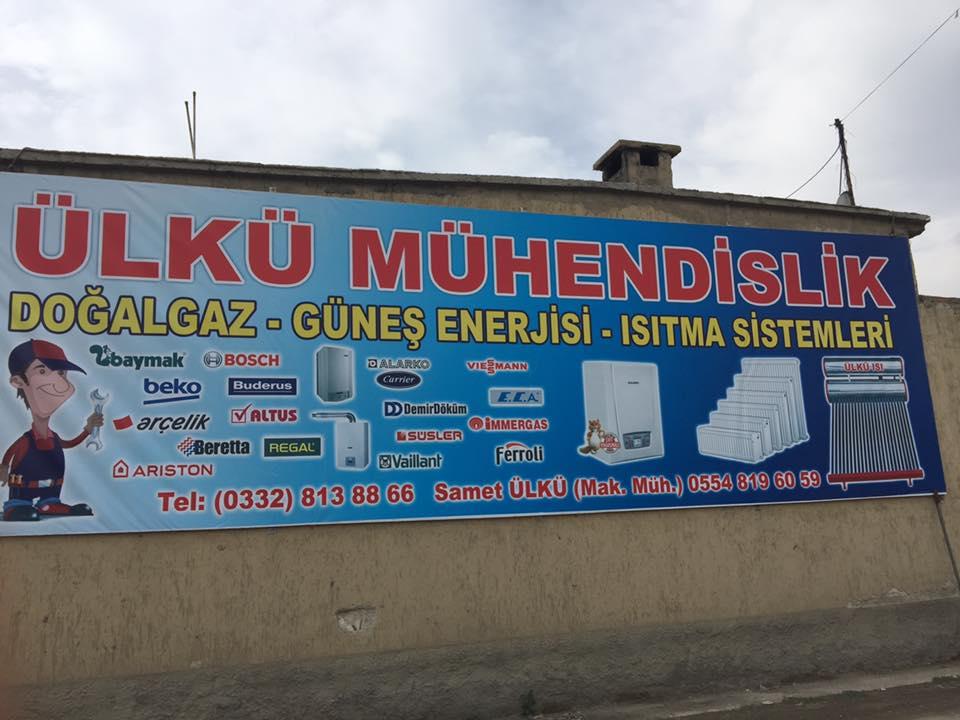 ÜLKÜ MÜHENDİSLİK
DOĞALGAZ - GÜNEŞ ENERJİSİ - ISITMA SİSTEMLERİ
baymak BOSCH ALARKO Carrier VIESSMANN
beko Buderus DemirDöküm E.C.A.
arçelik ALTUS SÜSLER IMMERGAS
Beretta REGAL Vaillant Ferroli
ARISTON
ÜLKÜ ISI
Tel: (0332) 813 88 66 Samet ÜLKÜ (Mak. Müh.) 0554 819 60 59